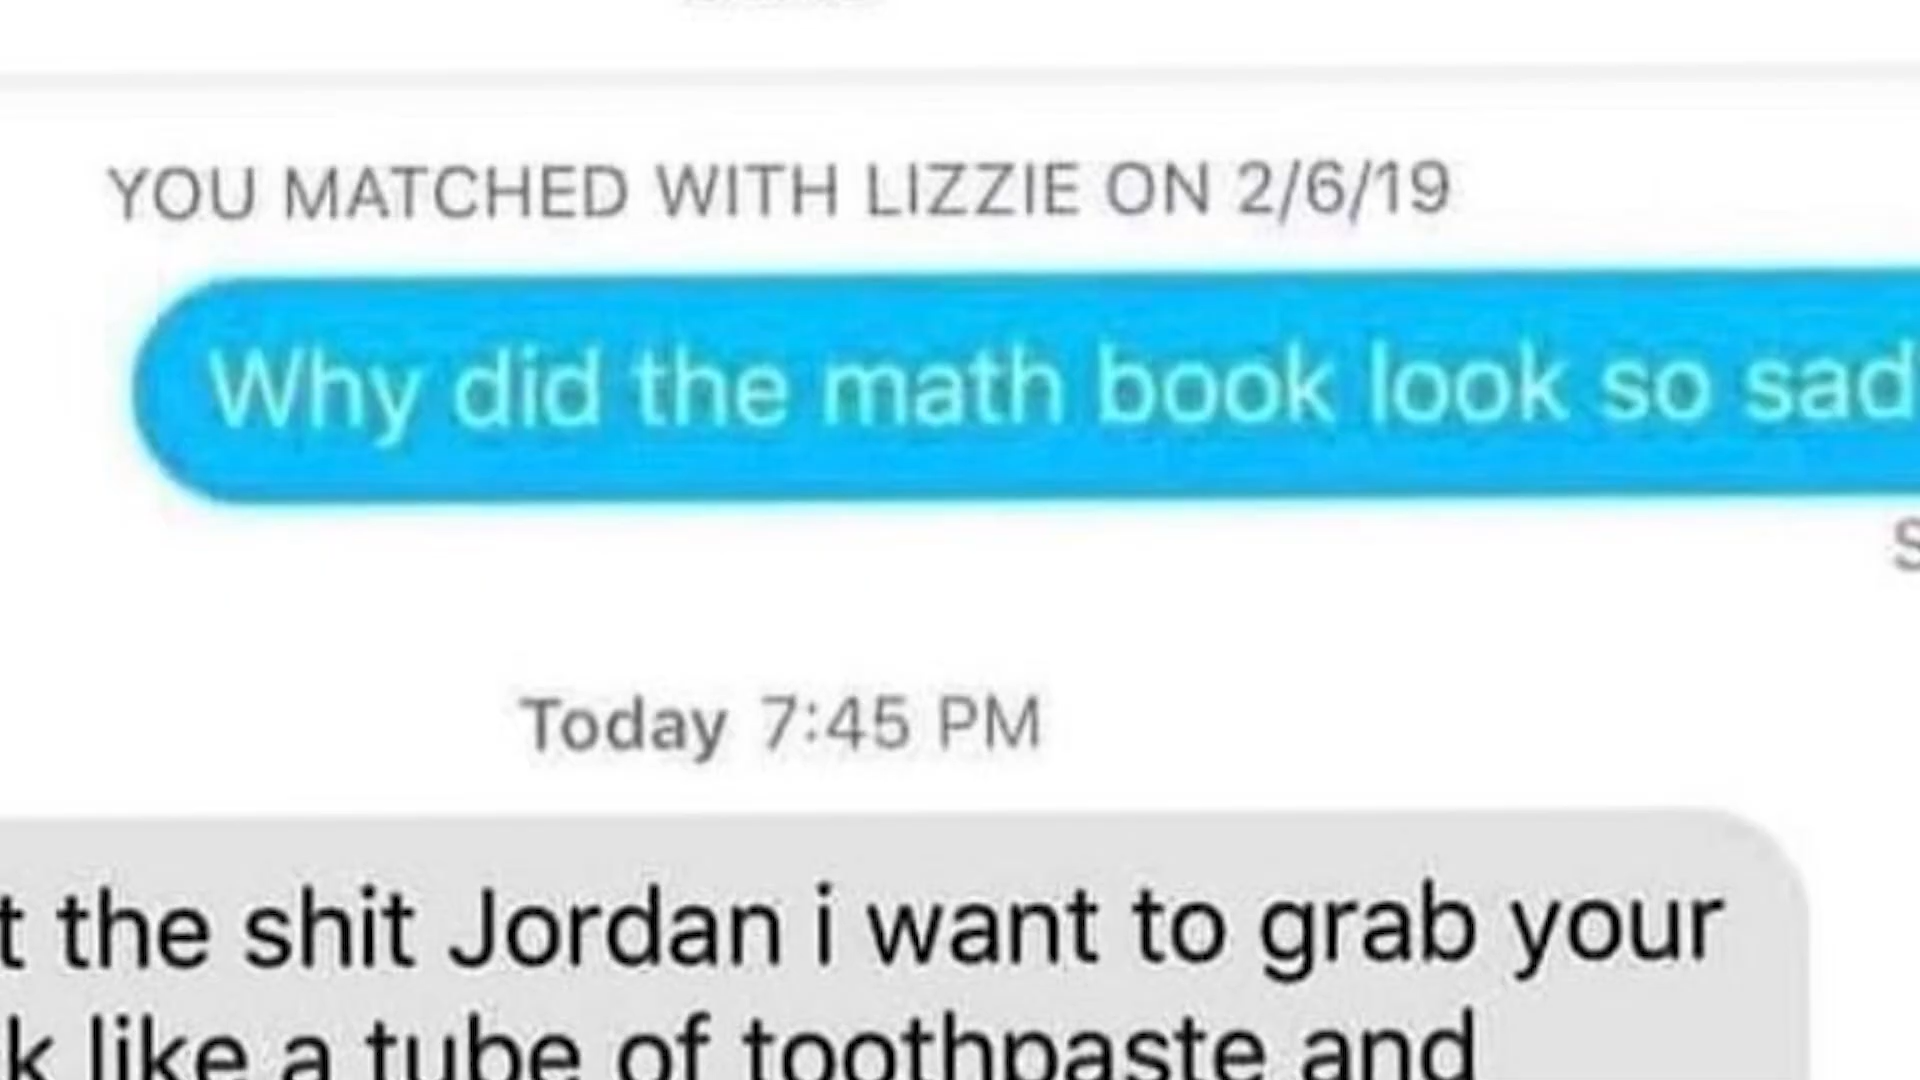 YOU MATCHED WITH LIZZIE ON 2/6/19
Why did the math book look so sad
S
Today 7:45 PM
t the shit Jordan i want to grab your
k like a tube of toothpaste and